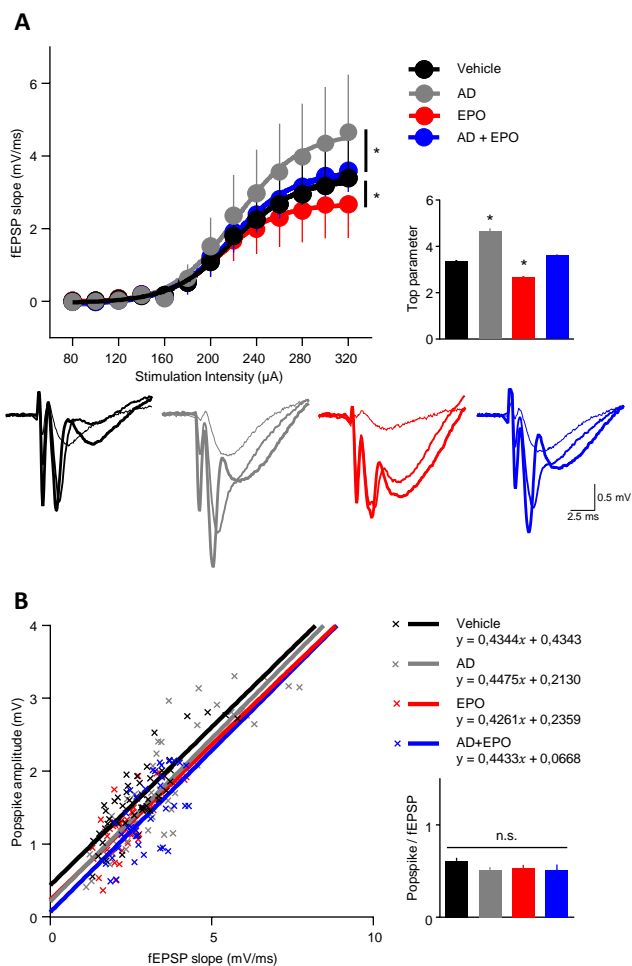 A
fEPSP slope (mV/ms)
6
4
2
0
80
120
160
200
240
280
320
Stimulation Intensity (µA)
*
*
Vehicle
AD
EPO
AD + EPO
Top parameter
6
4
2
0
*
*
0.5 mV
2.5 ms
B
Popspike amplitude (mV)
4
3
2
1
0
0
5
10
fEPSP slope (mV/ms)
Vehicle
y = 0,4344x + 0,4343
AD
y = 0,4475x + 0,2130
EPO
y = 0,4261x + 0,2359
AD+EPO
y = 0,4433x + 0,0668
Popspike / fEPSP
1
0
n.s.